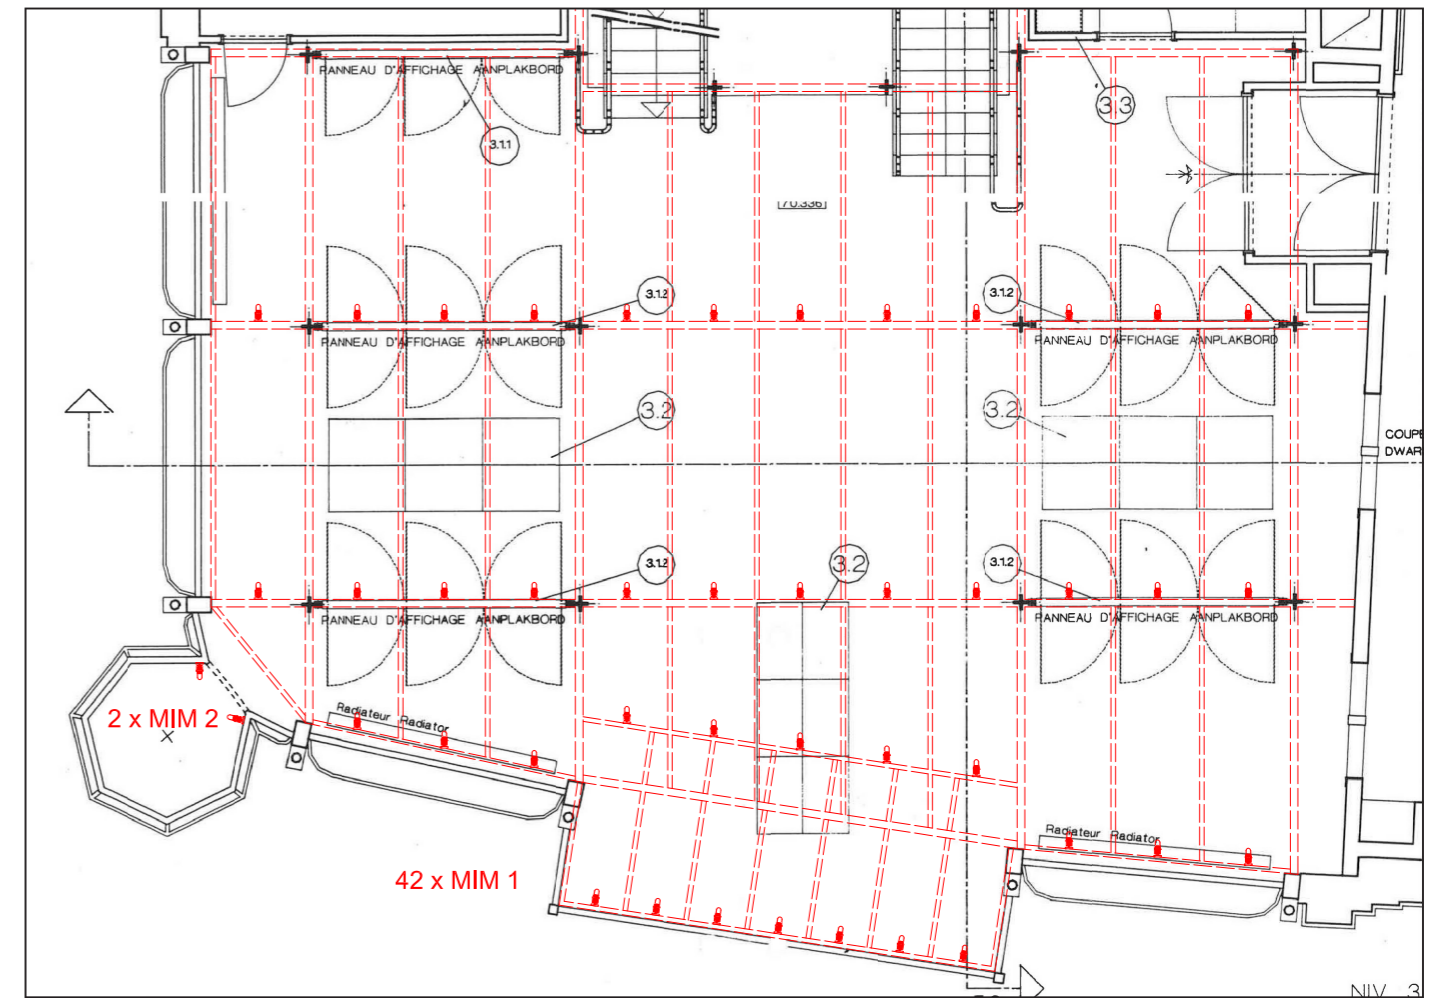 PANNEAU D'AFFICHAGE AANPLAKBORD
3.3
3.1.1
70.336
3.1.2
3.1.2
PANNEAU D'AFFICHAGE AANPLAKBORD
PANNEAU D'AFFICHAGE AANPLAKBORD
3.2
3.2
COUPE
DWAR
3.1.2
3.2
3.1.2
PANNEAU D'AFFICHAGE AANPLAKBORD
PANNEAU D'AFFICHAGE AANPLAKBORD
2 x MIM 2
Radiateur Radiator
Radiateur Radiator
42 x MIM 1
NIV 3